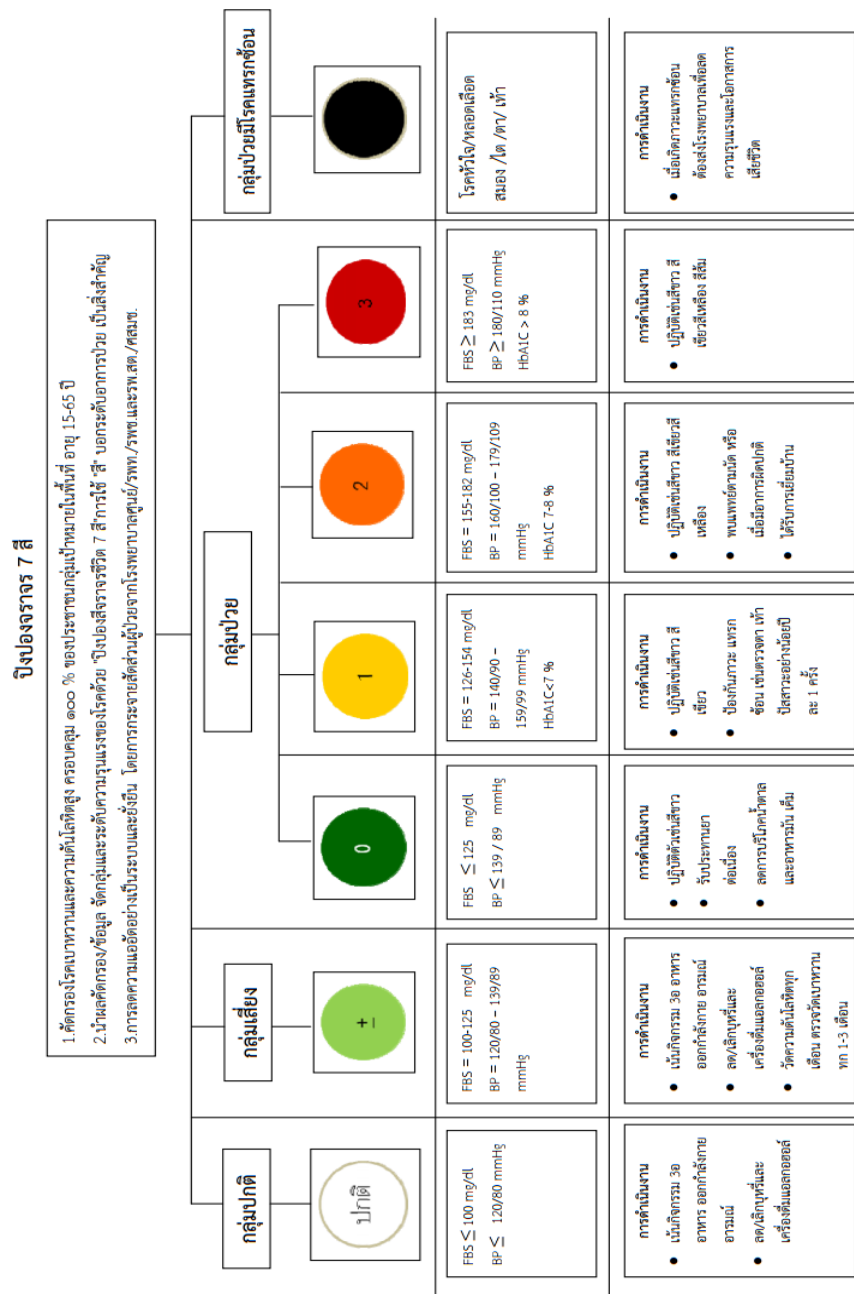 ปิงปองจราจร 7 สี
1.คัดกรองโรคเบาหวานและความดันโลหิตสูง ครอบคลุม ๑๐๐ % ของประชาชนกลุ่มเป้าหมายในพื้นที่ อายุ 15-65 ปี
2.นำผลคัดกรอง/ข้อมูล จัดกลุ่มและระดับความรุนแรงของโรคด้วย "ปิงปองสีจราจรชีวิต 7 สี"การใช้ "สี" บอกระดับอาการป่วย เป็นสิ่งสำคัญ
3.การลดความแออัดอย่างเป็นระบบและยั่งยืน โดยการกระจายสัดส่วนผู้ป่วยจากโรงพยาบาลศูนย์/รพท./รพช.และรพ.สต./ศสมช.
กลุ่มปกติ
กลุ่มเสี่ยง
กลุ่มป่วย
กลุ่มป่วยมีโรคแทรกซ้อน
ปกติ
+
0
1
2
3
FBS ≤ 100 mg/dl
BP ≤ 120/80 mmHg
FBS = 100-125 mg/dl
BP = 120/80 – 139/89
mmHg
FBS ≤ 125 mg/dl
BP ≤ 139 / 89 mmHg
FBS = 126-154 mg/dl
BP = 140/90 –
159/99 mmHg
HbA1C<7 %
FBS = 155-182 mg/dl
BP = 160/100 – 179/109
mmHg
HbA1C 7-8 %
FBS ≥ 183 mg/dl
BP ≥ 180/110 mmHg
HbA1C > 8 %
โรคหัวใจ/หลอดเลือด
สมอง /ไต /ตา/ เท้า
การดำเนินงาน
● เน้นกิจกรรม 3อ
อาหาร ออกกำลังกาย
อารมณ์
● ลด/เลิกบุหรี่และ
เครื่องดื่มแอลกอฮอล์
การดำเนินงาน
● เน้นกิจกรรม 3อ อาหาร
ออกกำลังกาย อารมณ์
● ลด/เลิกบุหรี่และ
เครื่องดื่มแอลกอฮอล์
● วัดความดันโลหิตทุก
เดือน ตรวจวัดเบาหวาน
ทก 1-3 เดือน
การดำเนินงาน
● ปฏิบัติตัวเช่นสีขาว
● รับประทานยา
ต่อเนื่อง
● ลดการบริโภคน้ำตาล
และอาหารมัน เค็ม
การดำเนินงาน
● ปฏิบัติเช่นสีขาว สี
เขียว
● ป้องกันภาวะ แทรก
ซ้อน เช่นตรวจตา เท้า
ปัสสาวะอย่างน้อยปี
ละ 1 ครั้ง
การดำเนินงาน
● ปฏิบัติเช่นสีขาว สีเขียวสี
เหลือง
● พบแพทย์ตามนัด หรือ
เมื่อมีอาการผิดปกติ
● ได้รับการเยี่ยมบ้าน
การดำเนินงาน
● ปฏิบัติเช่นสีขาว สี
เขียวสีเหลือง สีส้ม
การดำเนินงาน
● เมื่อเกิดภาวะแทรกซ้อน
ต้องส่งโรงพยาบาลเพื่อลด
ความรุนแรงและโอกาสการ
เสียชีวิต